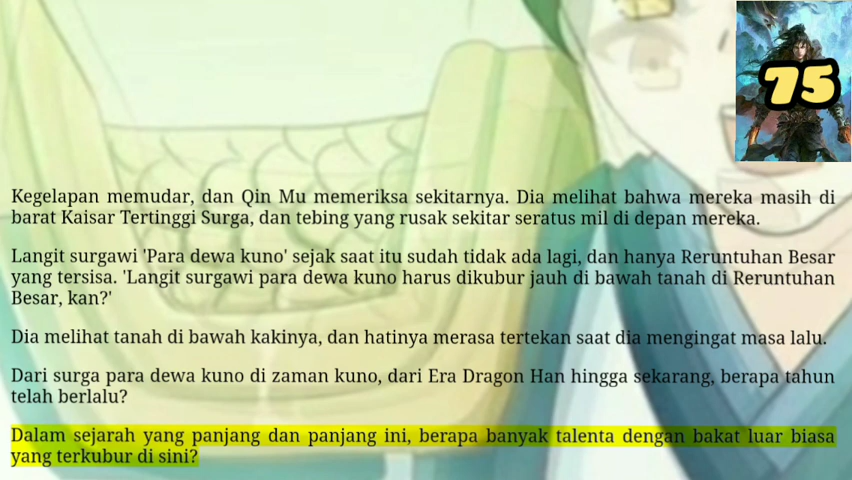 75
Kegelapan memudar, dan Qin Mu memeriksa sekitarnya. Dia melihat bahwa mereka masih di
barat Kaisar Tertinggi Surga, dan tebing yang rusak sekitar seratus mil di depan mereka.
Langit surgawi 'Para dewa kuno' sejak saat itu sudah tidak ada lagi, dan hanya Reruntuhan Besar
yang tersisa. 'Langit surgawi para dewa kuno harus dikubur jauh di bawah tanah di Reruntuhan
Besar, kan?'
Dia melihat tanah di bawah kakinya, dan hatinya merasa tertekan saat dia mengingat masa lalu.
Dari surga para dewa kuno di zaman kuno, dari Era Dragon Han hingga sekarang, berapa tahun
telah berlalu?
Dalam sejarah yang panjang dan panjang ini, berapa banyak talenta dengan bakat luar biasa
yang terkubur di sini?